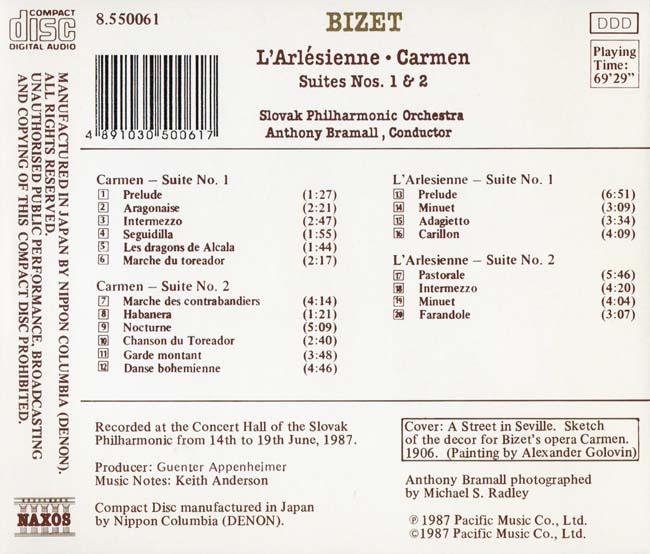 COMPACT
disc
DIGITAL AUDIO
8.550061
BIZET
L'Arlésienne • Carmen
Suites Nos. 1 & 2
Slovak Philharmonic Orchestra
Anthony Bramall , Conductor
DDD
Playing
Time:
69'29"
4 891030 500617
MANUFACTURED IN JAPAN BY NIPPON COLUMBIA (DENON).
ALL RIGHTS RESERVED.
UNAUTHORISED PUBLIC PERFORMANCE, BROADCASTING
AND COPYING OF THIS COMPACT DISC PROHIBITED.
NAXOS
Carmen – Suite No. 1
1 Prelude (1:27)
2 Aragonaise (2:21)
3 Intermezzo (2:47)
4 Seguidilla (1:55)
5 Les dragons de Alcala (1:44)
6 Marche du toreador (2:17)
Carmen – Suite No. 2
7 Marche des contrabandiers (4:14)
8 Habanera (1:21)
9 Nocturne (5:09)
10 Chanson du Toreador (2:40)
11 Garde montant (3:48)
12 Danse bohemienne (4:46)
L'Arlesienne – Suite No. 1
13 Prelude (6:51)
14 Minuet (3:09)
15 Adagietto (3:34)
16 Carillon (4:09)
L'Arlesienne – Suite No. 2
17 Pastorale (5:46)
18 Intermezzo (4:20)
19 Minuet (4:04)
20 Farandole (3:07)
Recorded at the Concert Hall of the Slovak
Philharmonic from 14th to 19th June, 1987.
Producer: Guenter Appenheimer
Music Notes: Keith Anderson
Compact Disc manufactured in Japan
by Nippon Columbia (DENON).
Cover: A Street in Seville. Sketch
of the decor for Bizet's opera Carmen.
1906. (Painting by Alexander Golovin)
Anthony Bramall photographed
by Michael S. Radley
℗ 1987 Pacific Music Co., Ltd.
©1987 Pacific Music Co., Ltd.